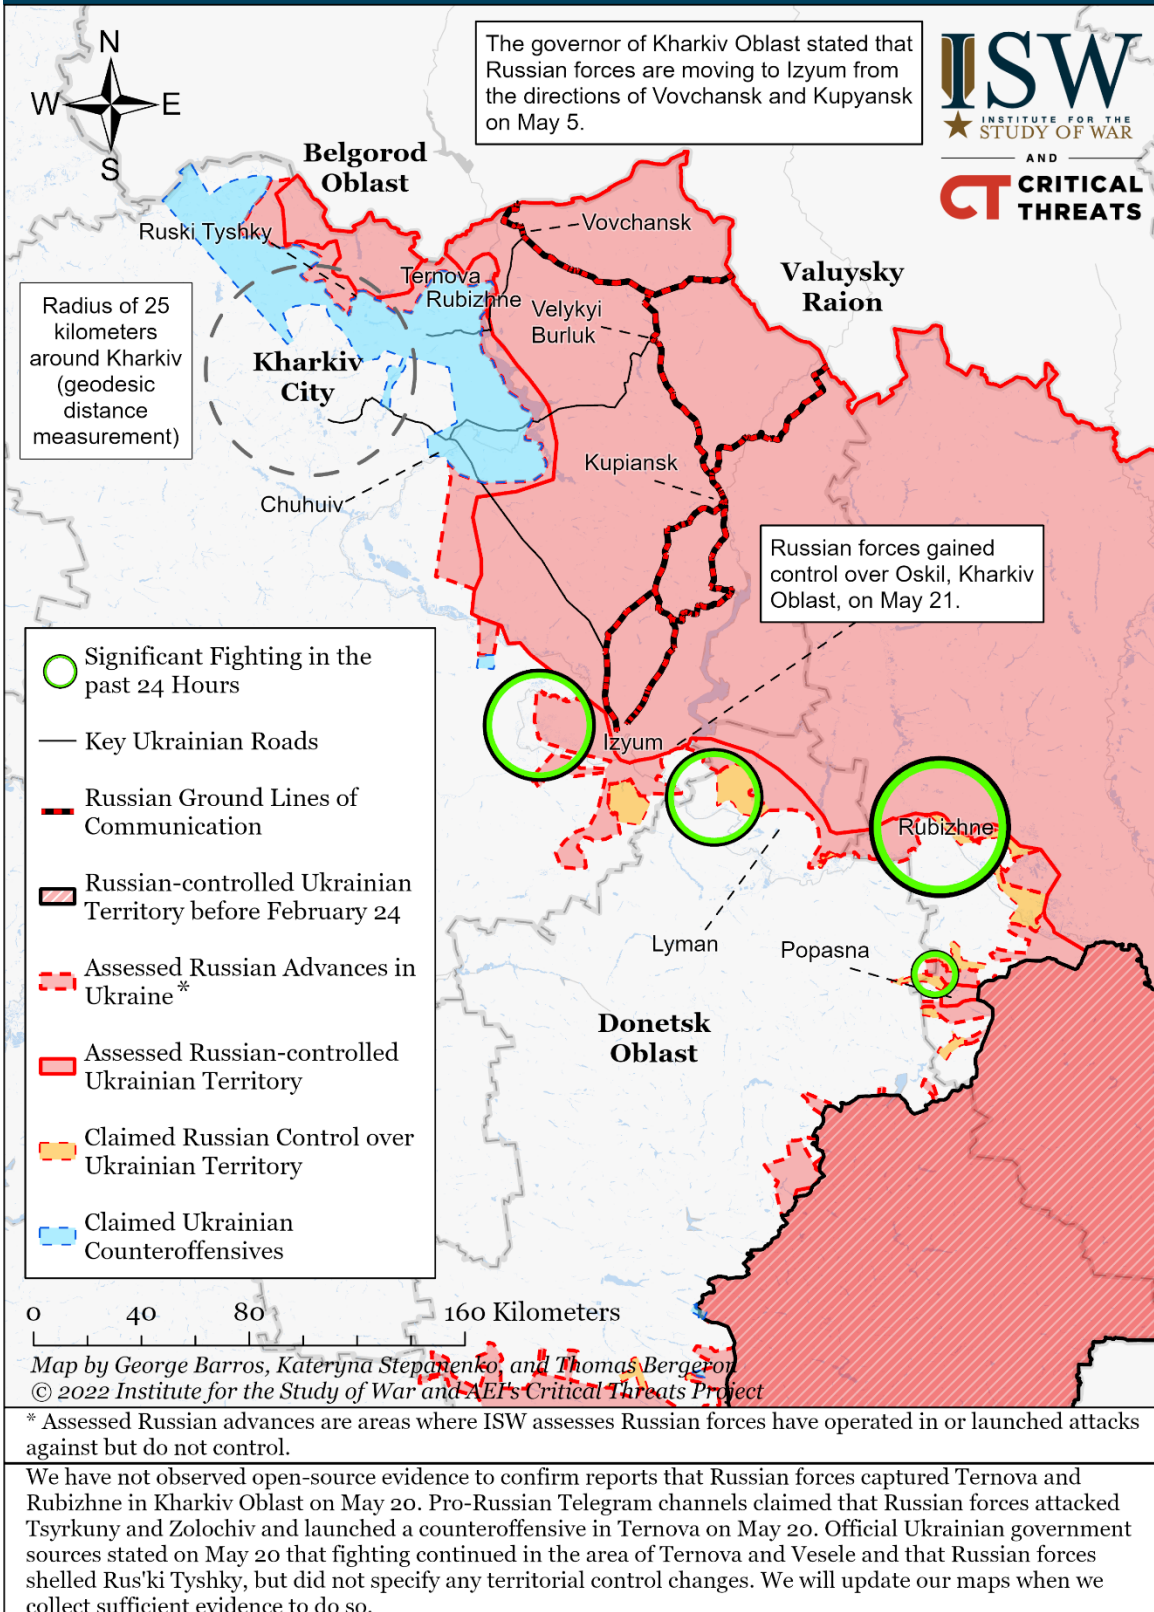 N
W
E
S
The governor of Kharkiv Oblast stated that
Russian forces are moving to Izyum from
the directions of Vovchansk and Kupyansk
on May 5.
ISW
INSTITUTE FOR THE
STUDY OF WAR
AND
CT CRITICAL
THREATS
Belgorod
Oblast
Ruski Tyshky
Vovchansk
Ternova
Rubizhne
Valuysky
Raion
Velykyi
Burluk
Radius of 25
kilometers
around Kharkiv
(geodesic
distance
measurement)
Kharkiv
City
Kupiansk
Chuhuiv
Russian forces gained
control over Oskil, Kharkiv
Oblast, on May 21.
Izyum
Rubizhne
Lyman
Popasna
Donetsk
Oblast
Significant Fighting in the
past 24 Hours
Key Ukrainian Roads
Russian Ground Lines of
Communication
Russian-controlled Ukrainian
Territory before February 24
Assessed Russian Advances in
Ukraine*
Assessed Russian-controlled
Ukrainian Territory
Claimed Russian Control over
Ukrainian Territory
Claimed Ukrainian
Counteroffensives
0 40 80 160 Kilometers
Map by George Barros, Kateryna Stepanenko, and Thomas Bergeron
© 2022 Institute for the Study of War and AEI's Critical Threats Project
* Assessed Russian advances are areas where ISW assesses Russian forces have operated in or launched attacks
against but do not control.
We have not observed open-source evidence to confirm reports that Russian forces captured Ternova and
Rubizhne in Kharkiv Oblast on May 20. Pro-Russian Telegram channels claimed that Russian forces attacked
Tsyrkuny and Zolochiv and launched a counteroffensive in Ternova on May 20. Official Ukrainian government
sources stated on May 20 that fighting continued in the area of Ternova and Vesele and that Russian forces
shelled Rus'ki Tyshky, but did not specify any territorial control changes. We will update our maps when we
collect sufficient evidence to do so.